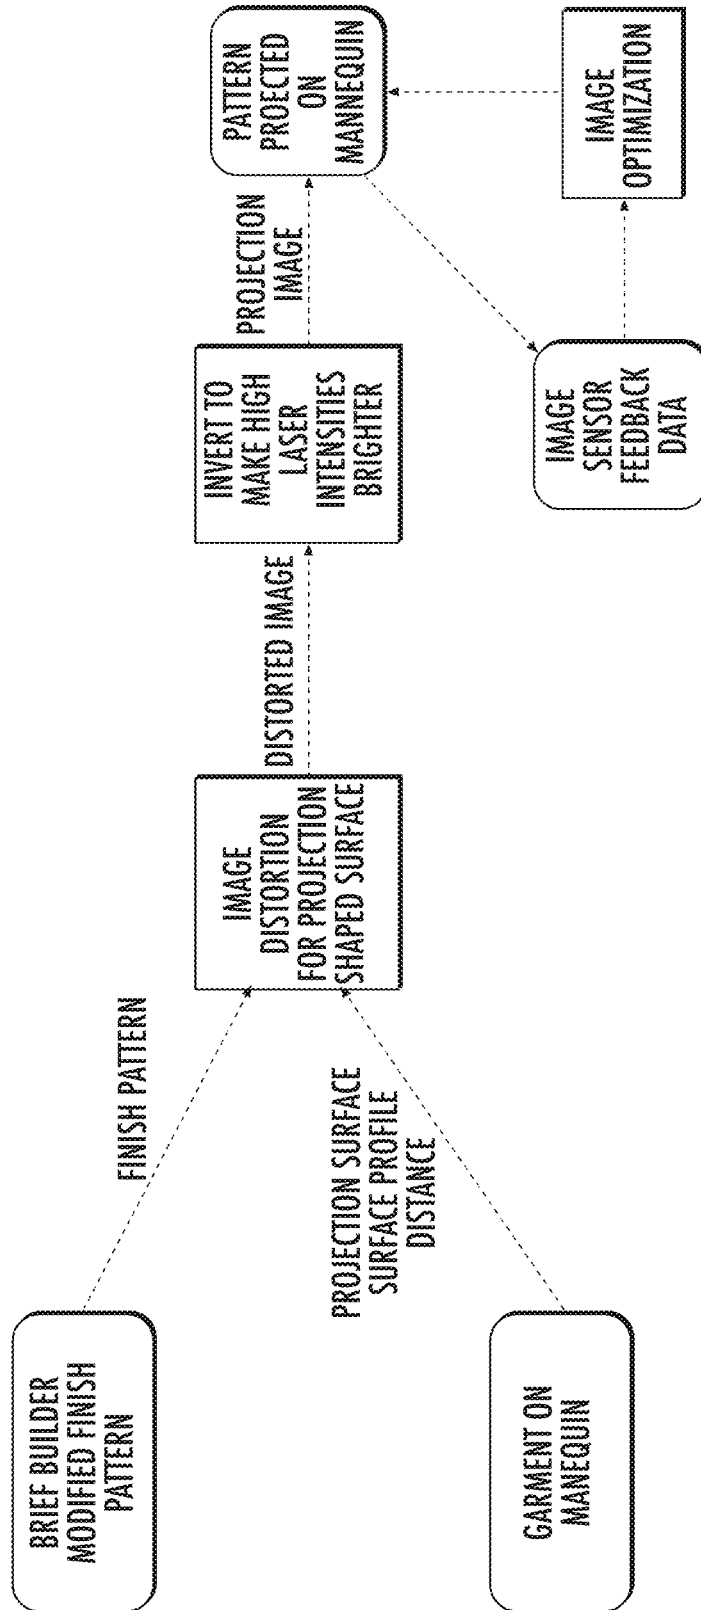 BRIEF BUILDER
MODIFIED FINISH
PATTERN
FINISH PATTERN
GARMENT ON
MANEQUIN
PROJECTION SURFACE
SURFACE PROFILE
DISTANCE
IMAGE
DISTORTION
FOR PROJECTION
SHAPED SURFACE
DISTORTED IMAGE
INVERT TO
MAKE HIGH
LASER
INTENSITIES
BRIGHTER
PROJECTION
IMAGE
PATTERN
PROECTED
ON
MANNEQUIN
IMAGE
SENSOR
FEEDBACK
DATA
IMAGE
OPTIMIZATION